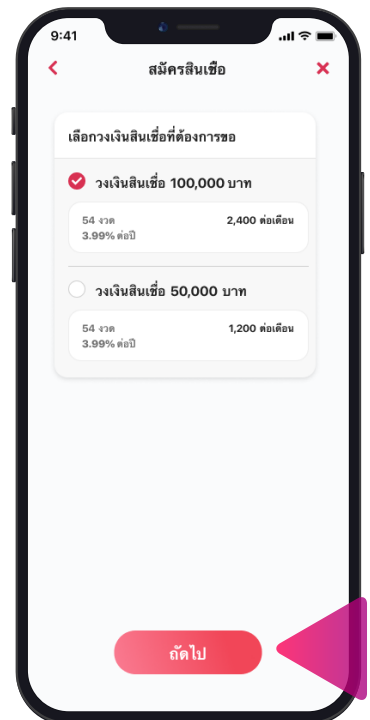 9:41
สมัครสินเชื่อ
เลือกวงเงินสินเชื่อที่ต้องการขอ
วงเงินสินเชื่อ 100,000 บาท
54 งวด 2,400 ต่อเดือน
3.99% ต่อปี
วงเงินสินเชื่อ 50,000 บาท
54 งวด 1,200 ต่อเดือน
3.99% ต่อปี
ถัดไป